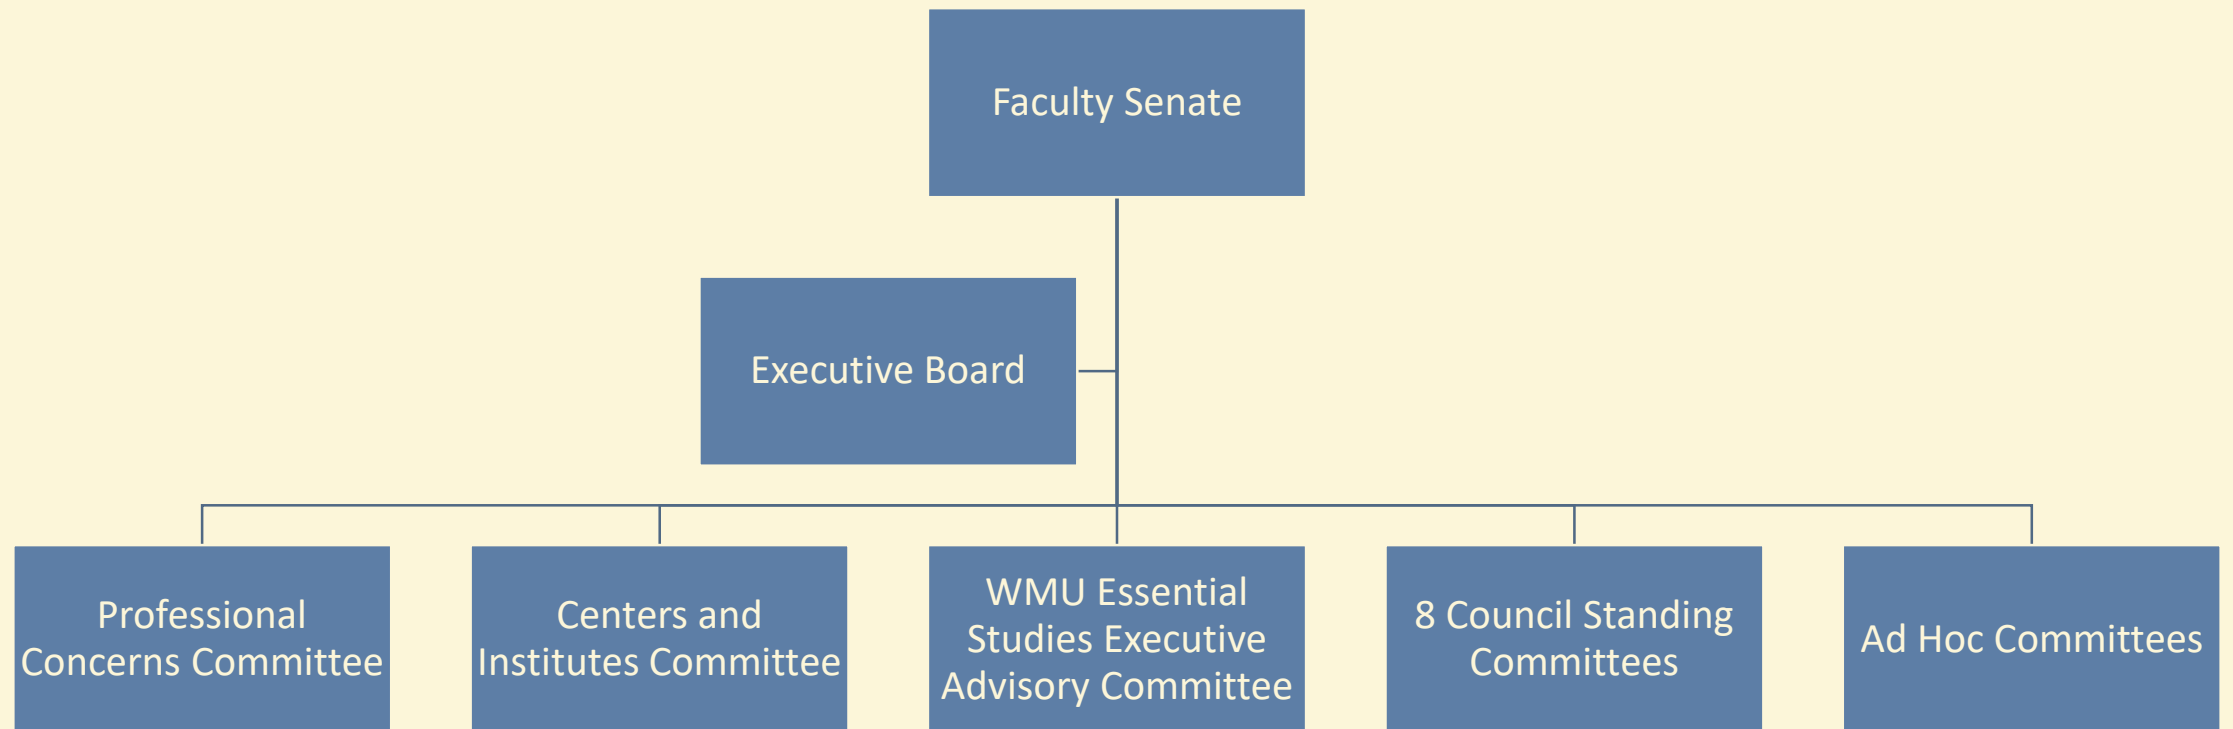 Faculty Senate
Executive Board
Professional
Concerns Committee
Centers and
Institutes Committee
WMU Essential
Studies Executive
Advisory Committee
8 Council Standing
Committees
Ad Hoc Committees